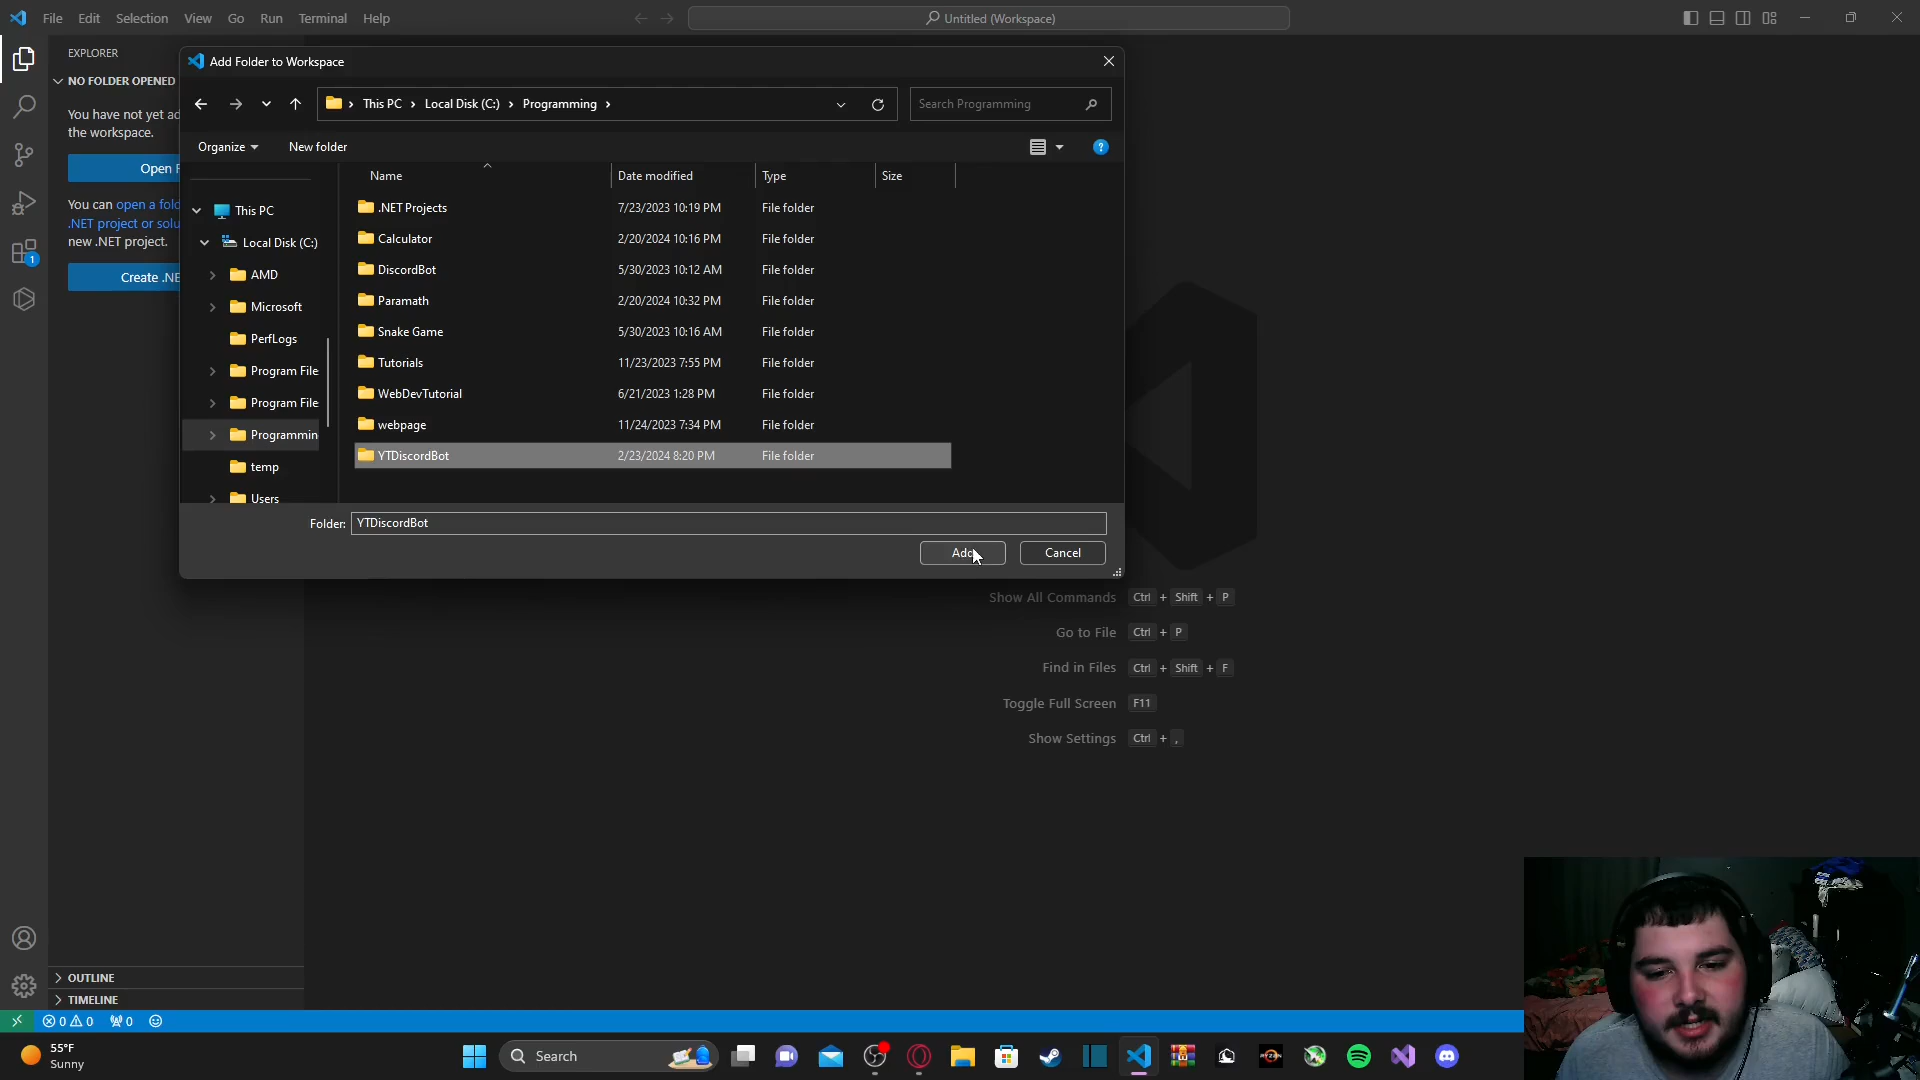 File Edit Selection View Go Run Terminal Help
Untitled (Workspace)
EXPLORER
NO FOLDER OPENED
You have not yet ad
the workspace.
Open F
You can open a fold
.NET project or solu
new .NET project.
Create .NE
Add Folder to Workspace
This PC › Local Disk (C:) › Programming ›
Search Programming
Organize New folder
?
This PC
Local Disk (C:)
AMD
Microsoft
PerfLogs
Program File
Program File
Programmin
temp
Users
Name Date modified Type Size
.NET Projects 7/23/2023 10:19 PM File folder
Calculator 2/20/2024 10:16 PM File folder
DiscordBot 5/30/2023 10:12 AM File folder
Paramath 2/20/2024 10:32 PM File folder
Snake Game 5/30/2023 10:16 AM File folder
Tutorials 11/23/2023 7:55 PM File folder
WebDevTutorial 6/21/2023 1:28 PM File folder
webpage 11/24/2023 7:34 PM File folder
YTDiscordBot 2/23/2024 8:20 PM File folder
Folder: YTDiscordBot
Add Cancel
Show All Commands Ctrl + Shift + P
Go to File Ctrl + P
Find in Files Ctrl + Shift + F
Toggle Full Screen F11
Show Settings Ctrl + ,
1
OUTLINE
TIMELINE
0 0 0
55°F
Sunny
Search